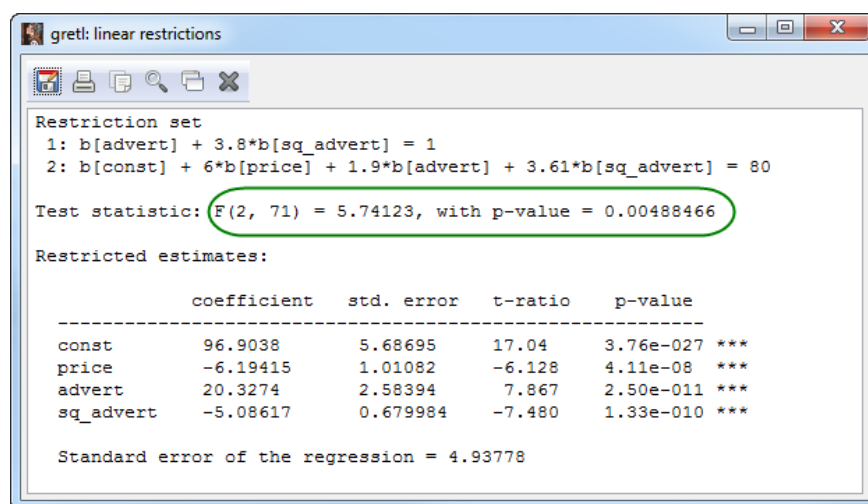 gretl: linear restrictions
Restriction set
1: b[advert] + 3.8*b[sq_advert] = 1
2: b[const] + 6*b[price] + 1.9*b[advert] + 3.61*b[sq_advert] = 80
Test statistic: F(2, 71) = 5.74123, with p-value = 0.00488466
Restricted estimates:
coefficient std. error t-ratio p-value
---------------------------------------------------------
const 96.9038 5.68695 17.04 3.76e-027 ***
price -6.19415 1.01082 -6.128 4.11e-08 ***
advert 20.3274 2.58394 7.867 2.50e-011 ***
sq_advert -5.08617 0.679984 -7.480 1.33e-010 ***
Standard error of the regression = 4.93778